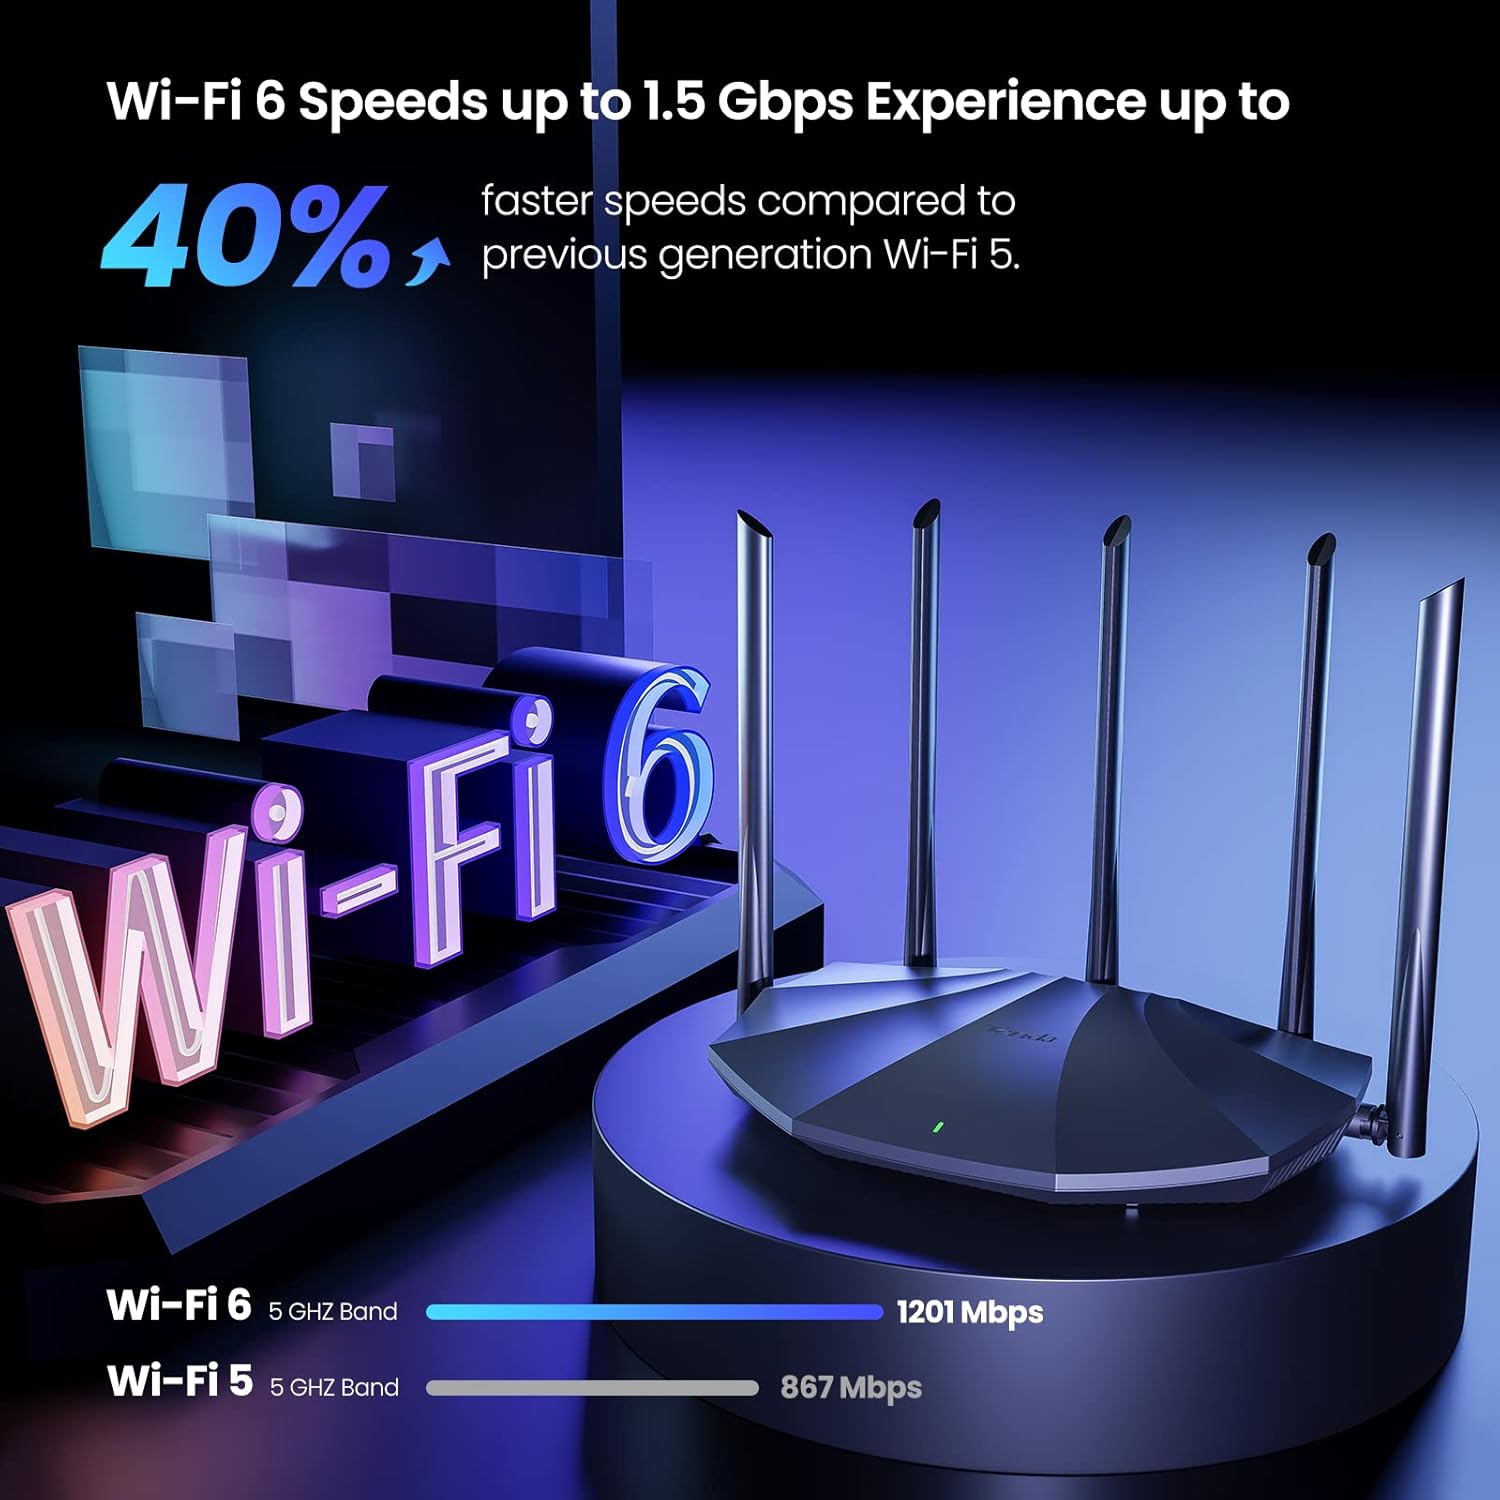 Wi-Fi 6 Speeds up to 1.5 Gbps Experience up to
40%
faster speeds compared to
previous generation Wi-Fi 5.
Wi-Fi 6
Tenda
Wi-Fi 6 5 GHZ Band 1201 Mbps
Wi-Fi 5 5 GHZ Band 867 Mbps